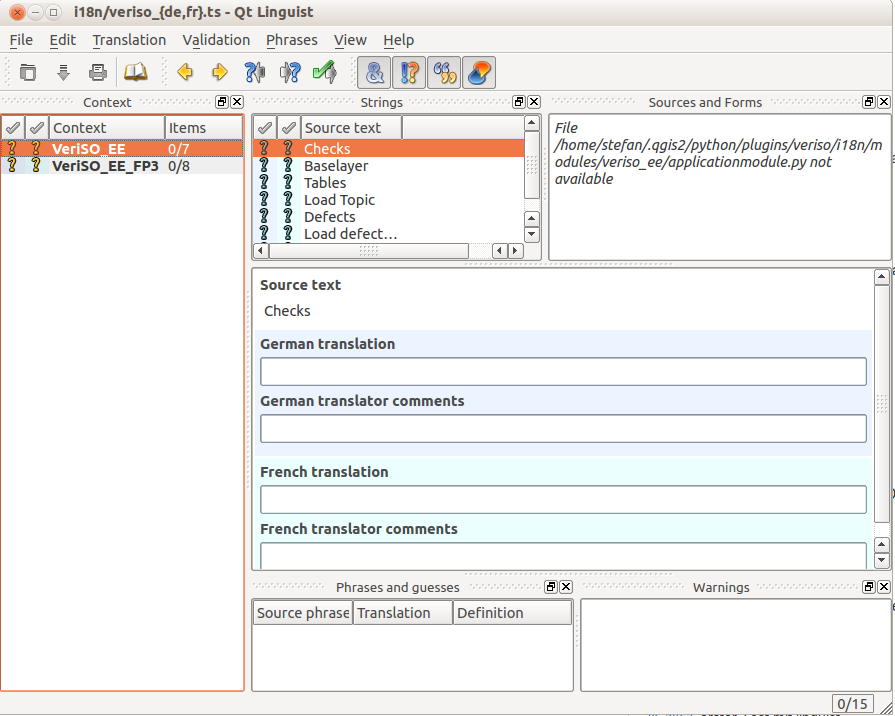 i18n/veriso_{de,fr}.ts - Qt Linguist
File Edit Translation Validation Phrases View Help
Context
Context Items
VeriSO_EE 0/7
VeriSO_EE_FP3 0/8
Strings
Source text
Checks
Baselayer
Tables
Load Topic
Defects
Load defect...
Sources and Forms
File
/home/stefan/.qgis2/python/plugins/veriso/i18n/m
odules/veriso_ee/applicationmodule.py not
available
Source text
Checks
German translation
German translator comments
French translation
French translator comments
Phrases and guesses
Source phrase Translation Definition
Warnings
0/15